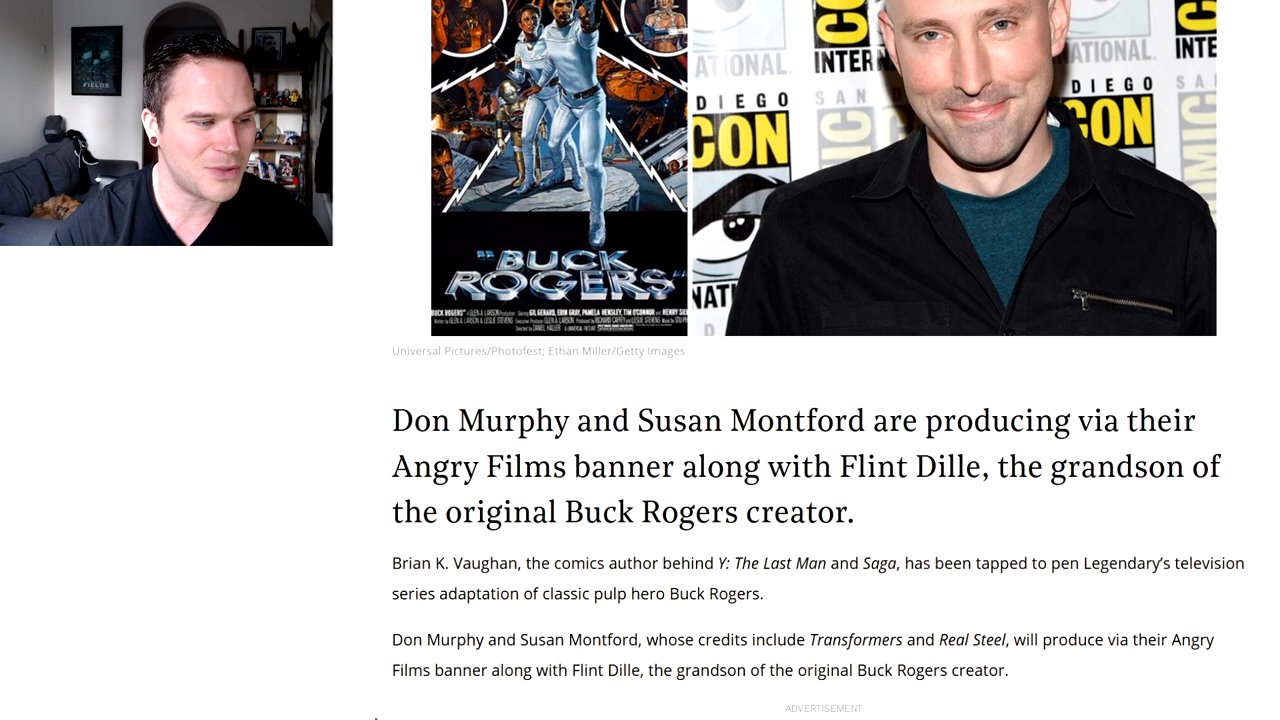 FIELDS
INTERN
NATIONAL
INTE
SAN
DIEGO
DIEGO
CON
COMIC
CON
"BUCK
ROGERS"
Universal Pictures/Photofest; Ethan Miller/Getty Images
Don Murphy and Susan Montford are producing via their
Angry Films banner along with Flint Dille, the grandson of
the original Buck Rogers creator.
Brian K. Vaughan, the comics author behind Y: The Last Man and Saga, has been tapped to pen Legendary’s television
series adaptation of classic pulp hero Buck Rogers.
Don Murphy and Susan Montford, whose credits include Transformers and Real Steel, will produce via their Angry
Films banner along with Flint Dille, the grandson of the original Buck Rogers creator.
ADVERTISEMENT